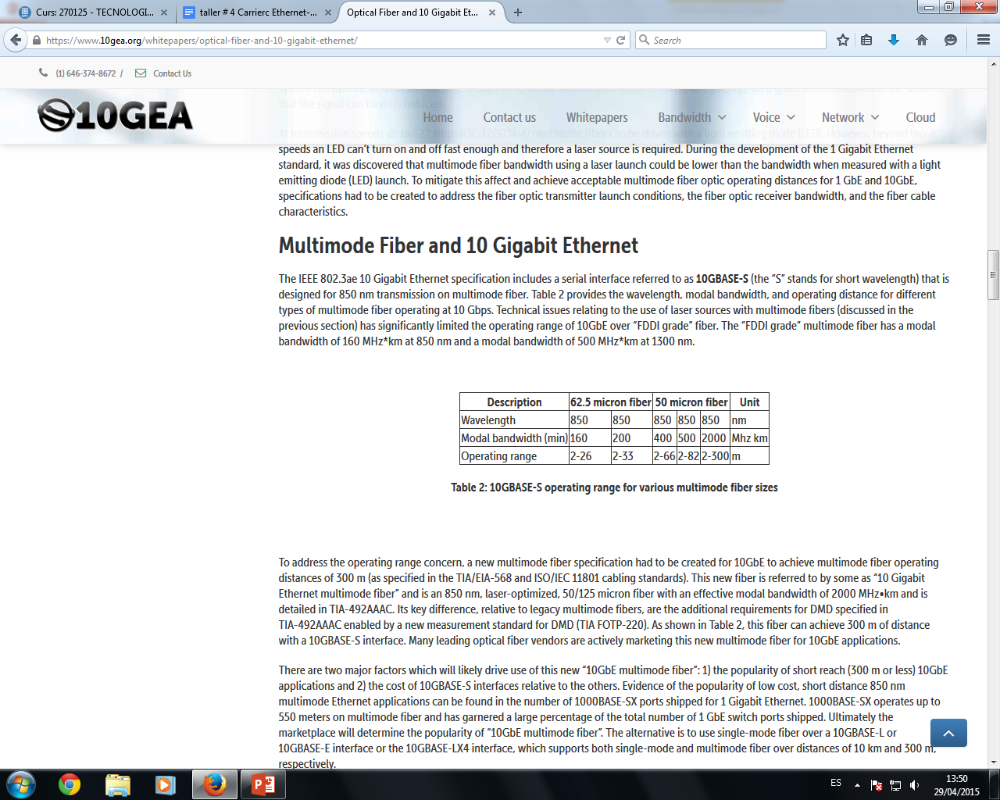 Curs: 270125 - TECNOLOGI...
taller # 4 Carrierc Ethernet-...
Optical Fiber and 10 Gigabit Et...
https://www.10gea.org/whitepapers/optical-fiber-and-10-gigabit-ethernet/
Search
(1) 646-374-8672 /
Contact Us
10GEA
Home
Contact us
Whitepapers
Bandwidth
Voice
Network
Cloud
that the signal can travel is reduced.
At transmission speeds up to 622 Mbps (OC-12/STM-4) multimode fiber can be driven with a light emitting diode (LED). However, beyond those
speeds an LED can’t turn on and off fast enough and therefore a laser source is required. During the development of the 1 Gigabit Ethernet
standard, it was discovered that multimode fiber bandwidth using a laser launch could be lower than the bandwidth when measured with a light
emitting diode (LED) launch. To mitigate this affect and achieve acceptable multimode fiber optic operating distances for 1 GbE and 10GbE,
specifications had to be created to address the fiber optic transmitter launch conditions, the fiber optic receiver bandwidth, and the fiber cable
characteristics.
Multimode Fiber and 10 Gigabit Ethernet
The IEEE 802.3ae 10 Gigabit Ethernet specification includes a serial interface referred to as 10GBASE-S (the “S” stands for short wavelength) that is
designed for 850 nm transmission on multimode fiber. Table 2 provides the wavelength, modal bandwidth, and operating distance for different
types of multimode fiber operating at 10 Gbps. Technical issues relating to the use of laser sources with multimode fibers (discussed in the
previous section) has significantly limited the operating range of 10GbE over “FDDI grade” fiber. The “FDDI grade” multimode fiber has a modal
bandwidth of 160 MHz*km at 850 nm and a modal bandwidth of 500 MHz*km at 1300 nm.
Description 62.5 micron fiber 50 micron fiber Unit
Wavelength 850 850 850 850 850 nm
Modal bandwidth (min) 160 200 400 500 2000 Mhz km
Operating range 2-26 2-33 2-66 2-82 2-300 m
Table 2: 10GBASE-S operating range for various multimode fiber sizes
To address the operating range concern, a new multimode fiber specification had to be created for 10GbE to achieve multimode fiber operating
distances of 300 m (as specified in the TIA/EIA-568 and ISO/IEC 11801 cabling standards). This new fiber is referred to by some as “10 Gigabit
Ethernet multimode fiber” and is an 850 nm, laser-optimized, 50/125 micron fiber with an effective modal bandwidth of 2000 MHz•km and is
detailed in TIA-492AAAC. Its key difference, relative to legacy multimode fibers, are the additional requirements for DMD specified in
TIA-492AAAC enabled by a new measurement standard for DMD (TIA FOTP-220). As shown in Table 2, this fiber can achieve 300 m of distance
with a 10GBASE-S interface. Many leading optical fiber vendors are actively marketing this new multimode fiber for 10GbE applications.
There are two major factors which will likely drive use of this new “10GbE multimode fiber”: 1) the popularity of short reach (300 m or less) 10GbE
applications and 2) the cost of 10GBASE-S interfaces relative to the others. Evidence of the popularity of low cost, short distance 850 nm
multimode Ethernet applications can be found in the number of 1000BASE-SX ports shipped for 1 Gigabit Ethernet. 1000BASE-SX operates up to
550 meters on multimode fiber and has garnered a large percentage of the total number of 1 GbE switch ports shipped. Ultimately the
marketplace will determine the popularity of “10GbE multimode fiber”. The alternative is to use single-mode fiber over a 10GBASE-L or
10GBASE-E interface or the 10GBASE-LX4 interface, which supports both single-mode and multimode fiber over distances of 10 km and 300 m,
respectively.
ES
13:50
29/04/2015